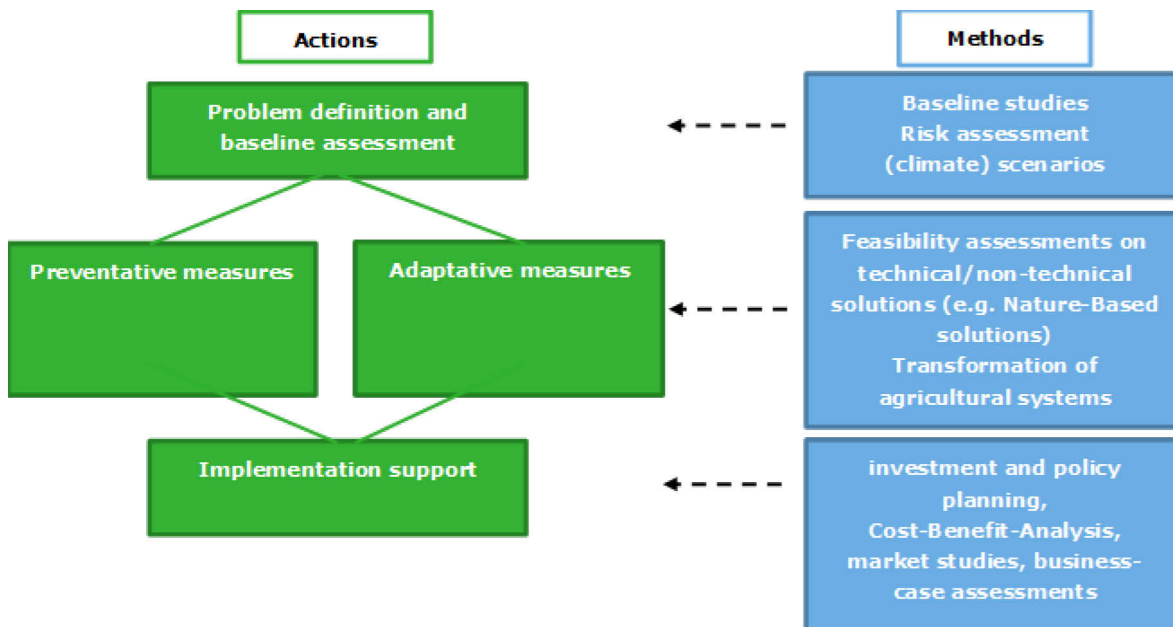 Actions
Problem definition and
baseline assessment
Preventative measures
Adaptative measures
Implementation support
Methods
Baseline studies
Risk assessment
(climate) scenarios
Feasibility assessments on
technical/non-technical
solutions (e.g. Nature-Based
solutions)
Transformation of
agricultural systems
investment and policy
planning,
Cost-Benefit-Analysis,
market studies, business-
case assessments